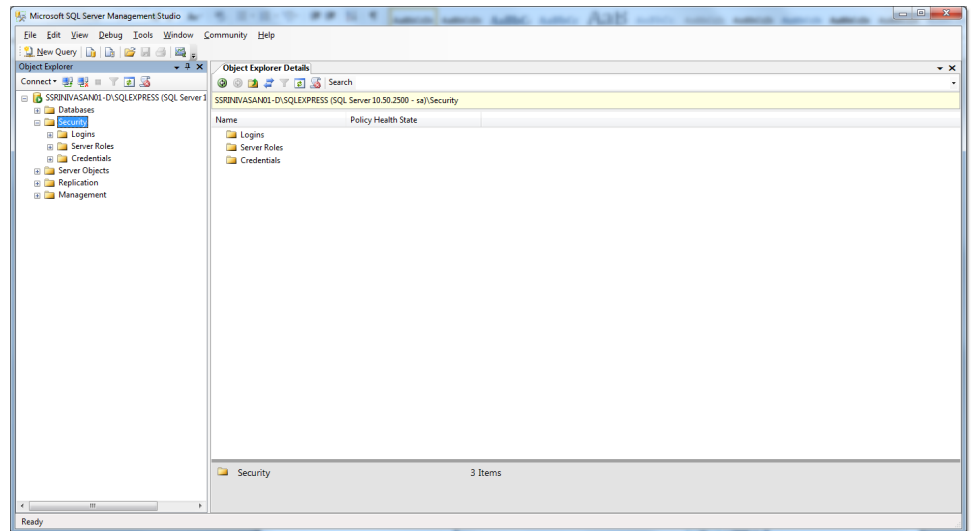 Microsoft SQL Server Management Studio
File Edit View Debug Tools Window Community Help
New Query
Object Explorer
Connect
SSRINIVASAN01-D\SQLEXPRESS (SQL Server 1
Databases
Security
Logins
Server Roles
Credentials
Server Objects
Replication
Management
Object Explorer Details
Search
SSRINIVASAN01-D\SQLEXPRESS (SQL Server 10.50.2500 - sa)\Security
Name Policy Health State
Logins
Server Roles
Credentials
Security 3 Items
Ready